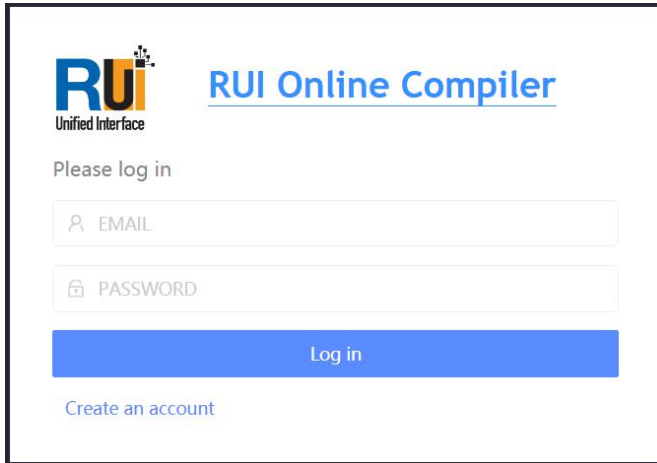 RUi
Unified Interface
RUI Online Compiler
Please log in
EMAIL
PASSWORD
Log in
Create an account